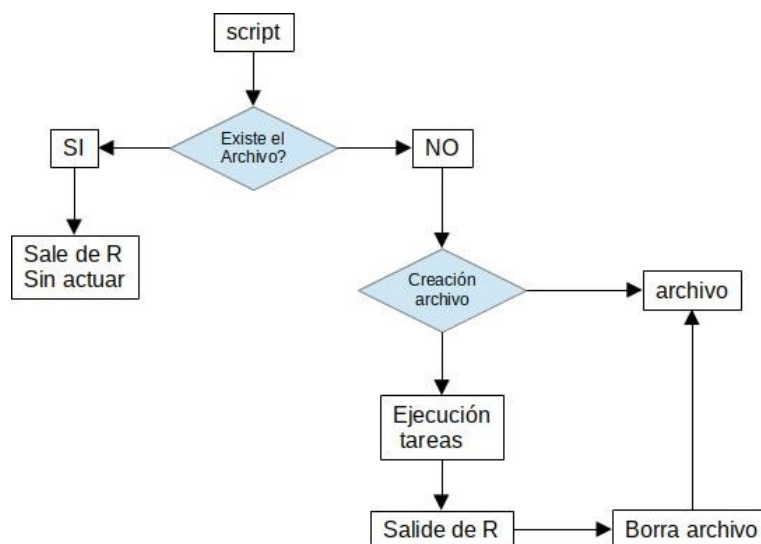 script
Existe el
Archivo?
SI
NO
Sale de R
Sin actuar
Creación
archivo
archivo
Ejecución
tareas
Salide de R
Borra archivo